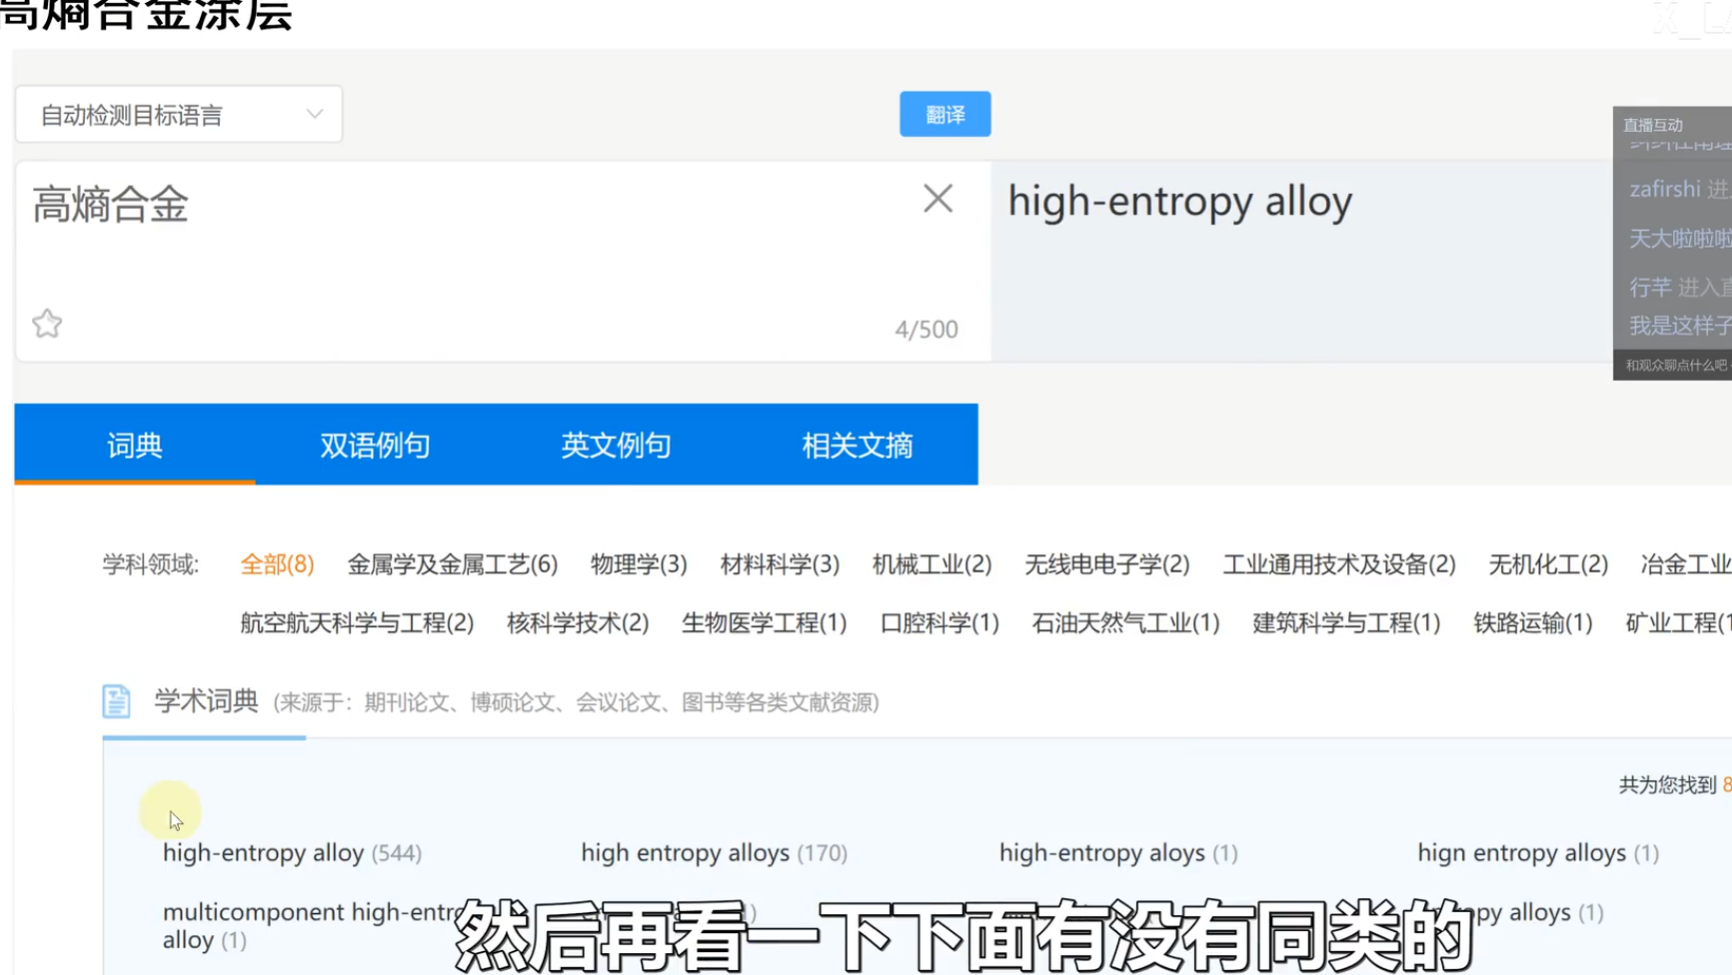 高熵合金涂层
自动检测目标语言
翻译
直播互动
高熵合金
high-entropy alloy
zafirshi 进
天大啦啦啦
行芊 进入直
我是这样子
4/500
和观众聊点什么吧
词典 双语例句 英文例句 相关文摘
学科领域: 全部(8) 金属学及金属工艺(6) 物理学(3) 材料科学(3) 机械工业(2) 无线电电子学(2) 工业通用技术及设备(2) 无机化工(2) 冶金工业
航空航天科学与工程(2) 核科学技术(2) 生物医学工程(1) 口腔科学(1) 石油天然气工业(1) 建筑科学与工程(1) 铁路运输(1) 矿业工程(1
学术词典 (来源于：期刊论文、博硕论文、会议论文、图书等各类文献资源)
共为您找到 8
high-entropy alloy (544) high entropy alloys (170) high-entropy aloys (1) hign entropy alloys (1)
multicomponent high-entro
py alloys (1)
alloy (1)
然后再看一下下面有没有同类的